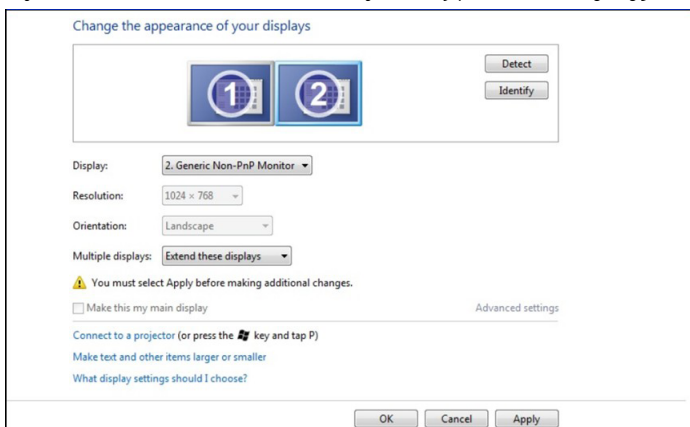 Change the appearance of your displays
1 2
Detect
Identify
Display: 2. Generic Non-PnP Monitor
Resolution: 1024 × 768
Orientation: Landscape
Multiple displays: Extend these displays
You must select Apply before making additional changes.
Make this my main display Advanced settings
Connect to a projector (or press the key and tap P)
Make text and other items larger or smaller
What display settings should I choose?
OK Cancel Apply